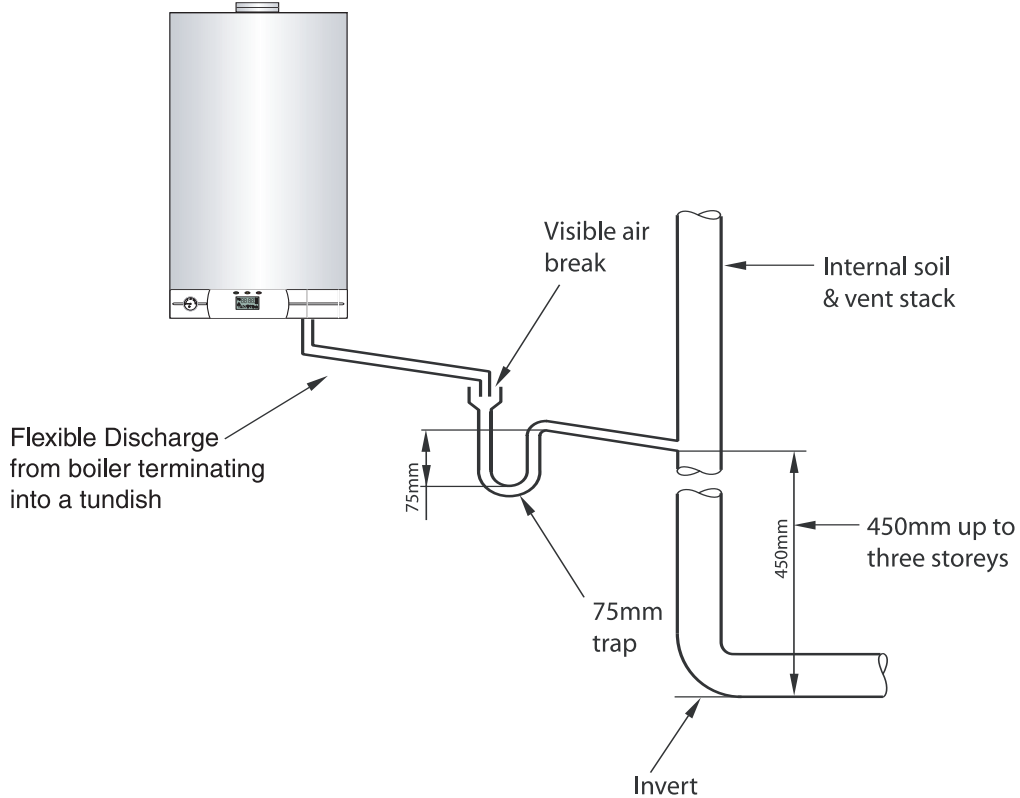 Visible air
break
Internal soil
& vent stack
Flexible Discharge
from boiler terminating
into a tundish
75mm
450mm
450mm up to
three storeys
75mm
trap
Invert